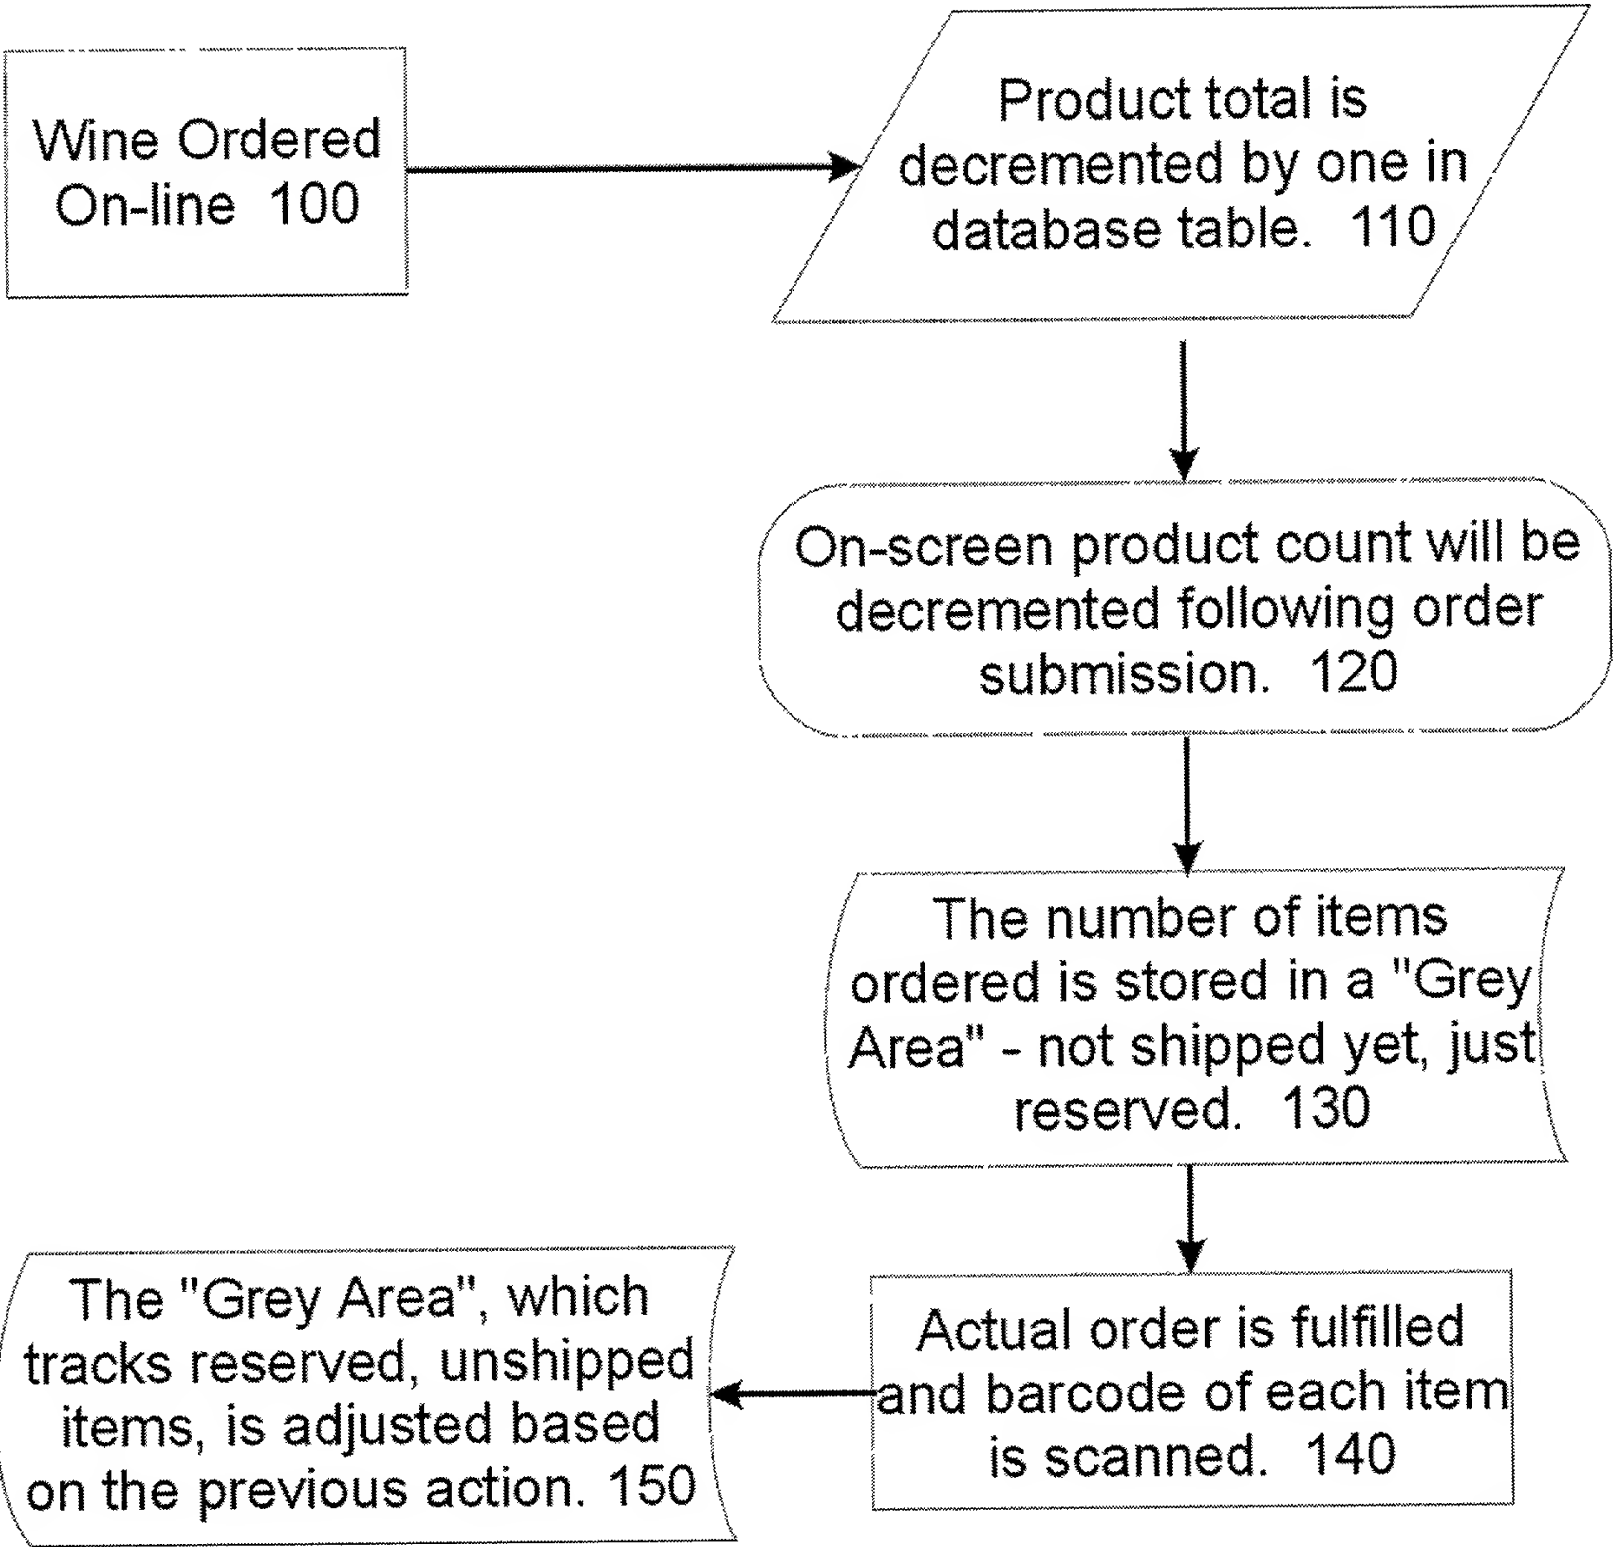 Wine Ordered
On-line 100
Product total is
decremented by one in
database table. 110
On-screen product count will be
decremented following order
submission. 120
The number of items
ordered is stored in a "Grey
Area" - not shipped yet, just
reserved. 130
Actual order is fulfilled
and barcode of each item
is scanned. 140
The "Grey Area", which
tracks reserved, unshipped
items, is adjusted based
on the previous action. 150